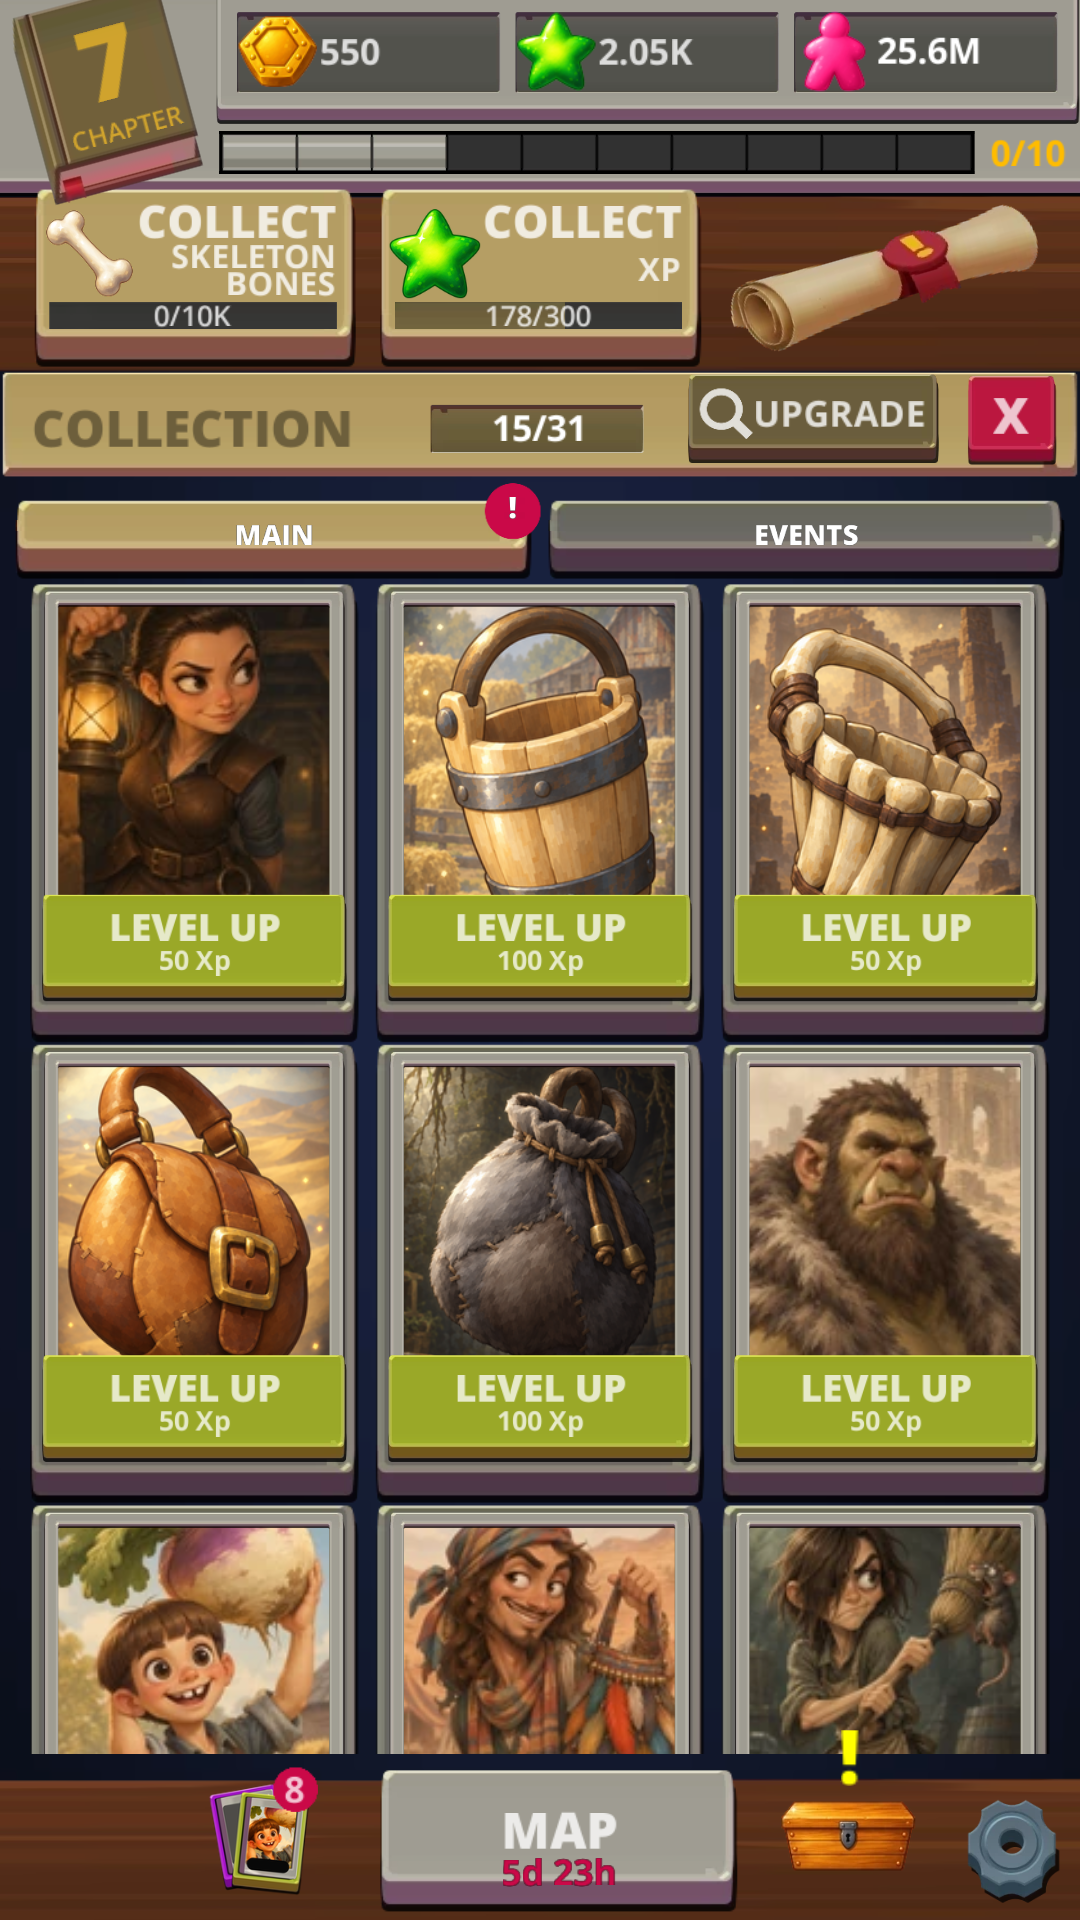 7
CHAPTER
550
2.05K
25.6M
0/10
COLLECT
SKELETON
BONES
0/10K
COLLECT
XP
178/300
COLLECTION
15/31
UPGRADE
X
MAIN
!
EVENTS
LEVEL UP
50 Xp
LEVEL UP
100 Xp
LEVEL UP
50 Xp
LEVEL UP
50 Xp
LEVEL UP
100 Xp
LEVEL UP
50 Xp
8
MAP
5d 23h
!